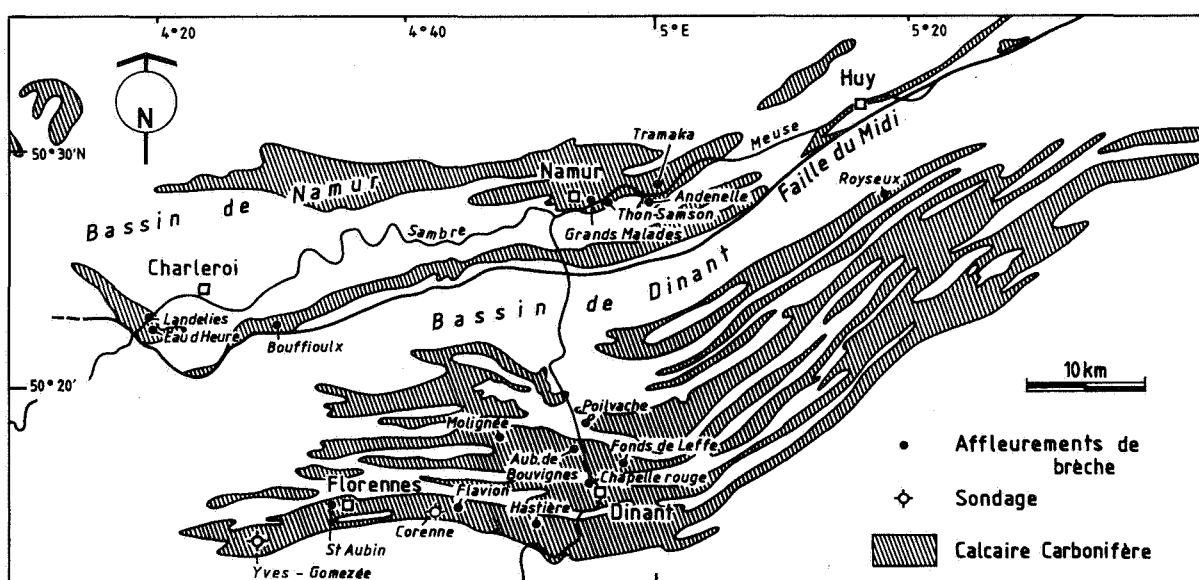 4°20
4°40
5°E
5°20
Huy
N
Tramaka
Meuse
50°30'N
Namur
Namur
Faille du Midi
Royseux
Andenelle
Bassin de
Thon-Samson
Sambre
Grands Malades
Charleroi
Bassin de Dinant
Landelies
Eau d'Heure
Bouffioulx
50°20'
10 km
Poilvache
Molignée
Fonds de Leffe
Aub. de
Bouvignes
Chapelle rouge
Affleurements de
brèche
Florennes
Flavion
Hastière
Dinant
Sondage
Corenne
St Aubin
Yves - Gomezée
Calcaire Carbonifère